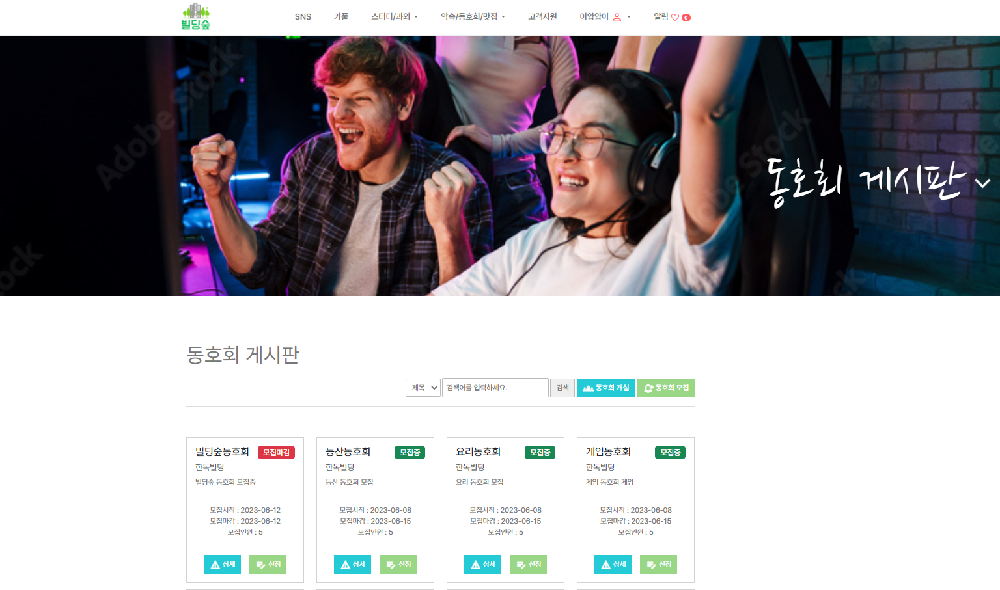 빌딩숲
SNS 카풀 스터디/과외 약속/동호회/맛집 고객지원 이얍얍이 알림 0
Adobe Stock
동호회 게시판
동호회 게시판
제목 검색어를 입력하세요. 검색 동호회 개설 동호회 모집
빌딩숲동호회 모집마감
한독빌딩
빌딩숲 동호회 모집중
모집시작 : 2023-06-12
모집마감 : 2023-06-12
모집인원 : 5
상세 신청
등산동호회 모집중
한독빌딩
등산 동호회 모집
모집시작 : 2023-06-08
모집마감 : 2023-06-15
모집인원 : 5
상세 신청
요리동호회 모집중
한독빌딩
요리 동호회 모집
모집시작 : 2023-06-08
모집마감 : 2023-06-15
모집인원 : 5
상세 신청
게임동호회 모집중
한독빌딩
게임 동호회 게임
모집시작 : 2023-06-08
모집마감 : 2023-06-15
모집인원 : 5
상세 신청